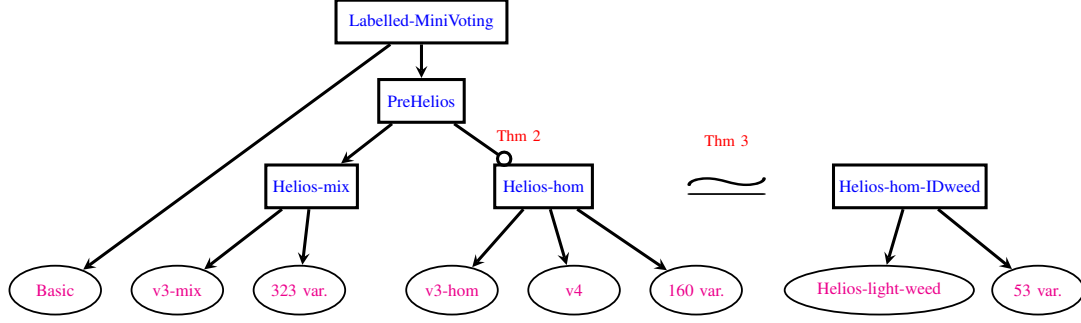 Labelled-MiniVoting
PreHelios
Thm 2
Thm 3
Helios-mix
Helios-hom
Helios-hom-IDweed
Basic
v3-mix
323 var.
v3-hom
v4
160 var.
Helios-light-weed
53 var.